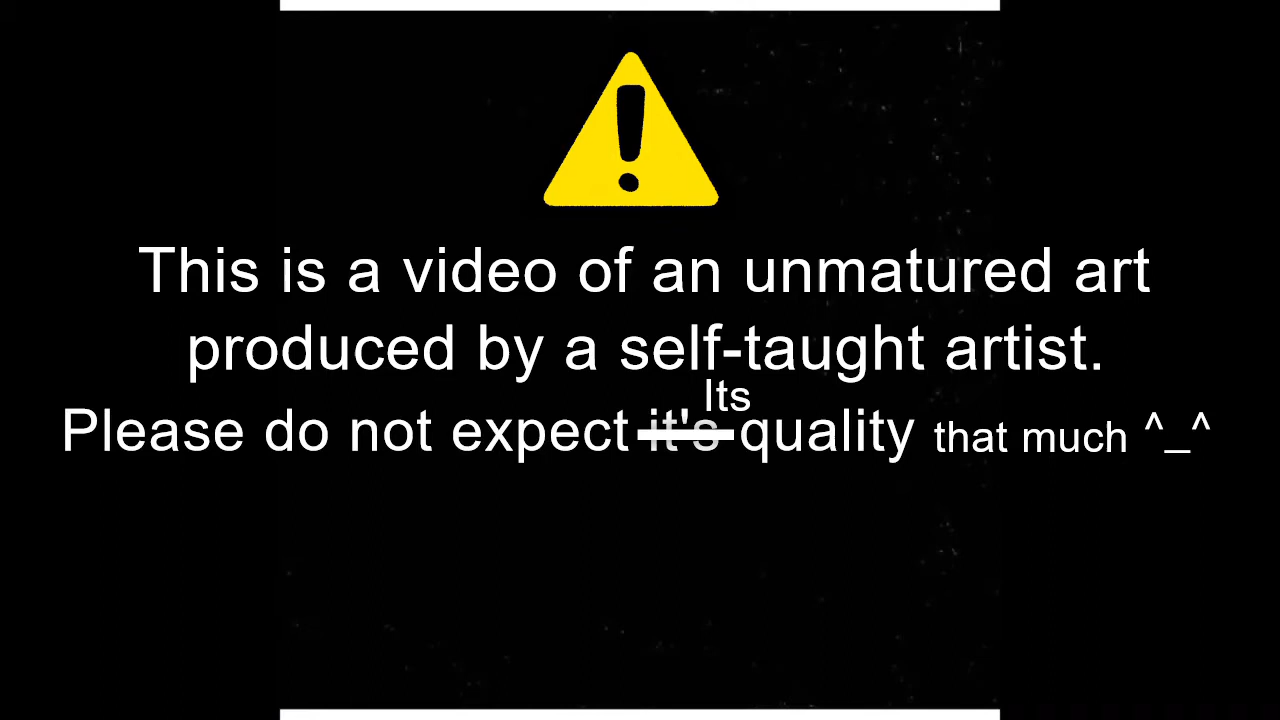 This is a video of an unmatured art
produced by a self-taught artist.
Its
Please do not expect it's quality that much ^_^